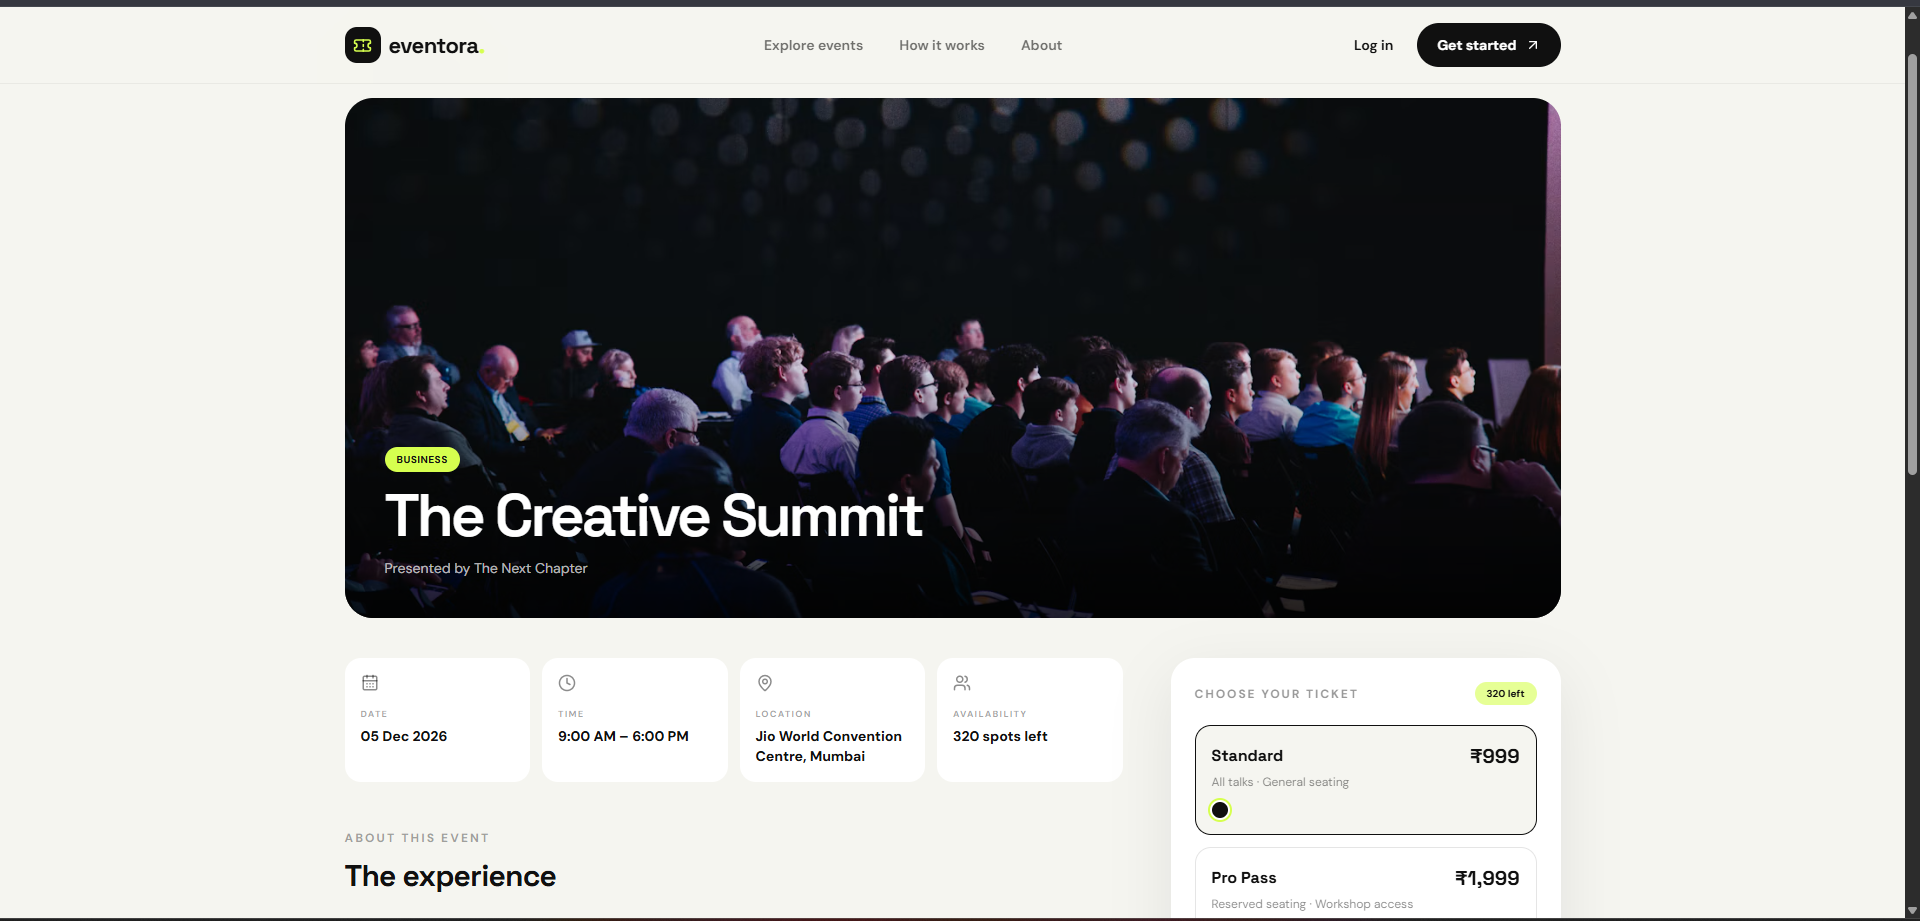 eventora.
Explore events
How it works
About
Log in
Get started
BUSINESS
The Creative Summit
Presented by The Next Chapter
DATE
05 Dec 2026
TIME
9:00 AM – 6:00 PM
LOCATION
Jio World Convention
Centre, Mumbai
AVAILABILITY
320 spots left
ABOUT THIS EVENT
The experience
CHOOSE YOUR TICKET
320 left
Standard
₹999
All talks · General seating
Pro Pass
₹1,999
Reserved seating · Workshop access